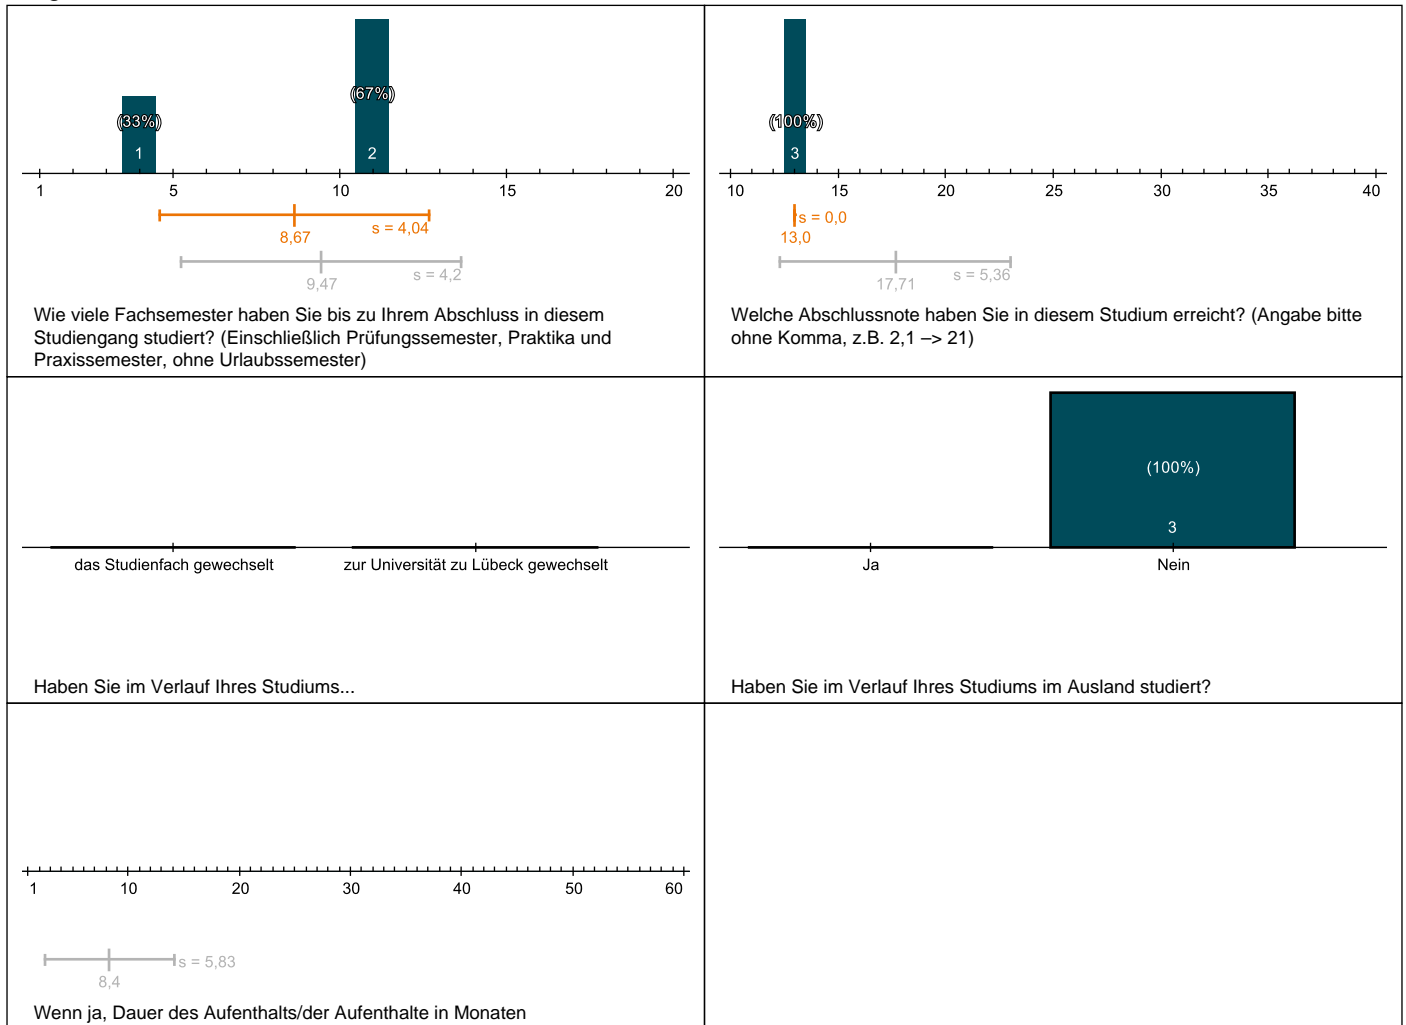 (33%)
1
(67%)
2
1 5 10 15 20
8,67
s = 4,04
9,47
s = 4,2
Wie viele Fachsemester haben Sie bis zu Ihrem Abschluss in diesem
Studiengang studiert? (Einschließlich Prüfungssemester, Praktika und
Praxissemester, ohne Urlaubssemester)
(100%)
3
10 15 20 25 30 35 40
s = 0,0
13,0
17,71
s = 5,36
Welche Abschlussnote haben Sie in diesem Studium erreicht? (Angabe bitte
ohne Komma, z.B. 2,1 –> 21)
das Studienfach gewechselt zur Universität zu Lübeck gewechselt
Haben Sie im Verlauf Ihres Studiums...
(100%)
3
Ja Nein
Haben Sie im Verlauf Ihres Studiums im Ausland studiert?
1 10 20 30 40 50 60
s = 5,83
8,4
Wenn ja, Dauer des Aufenthalts/der Aufenthalte in Monaten